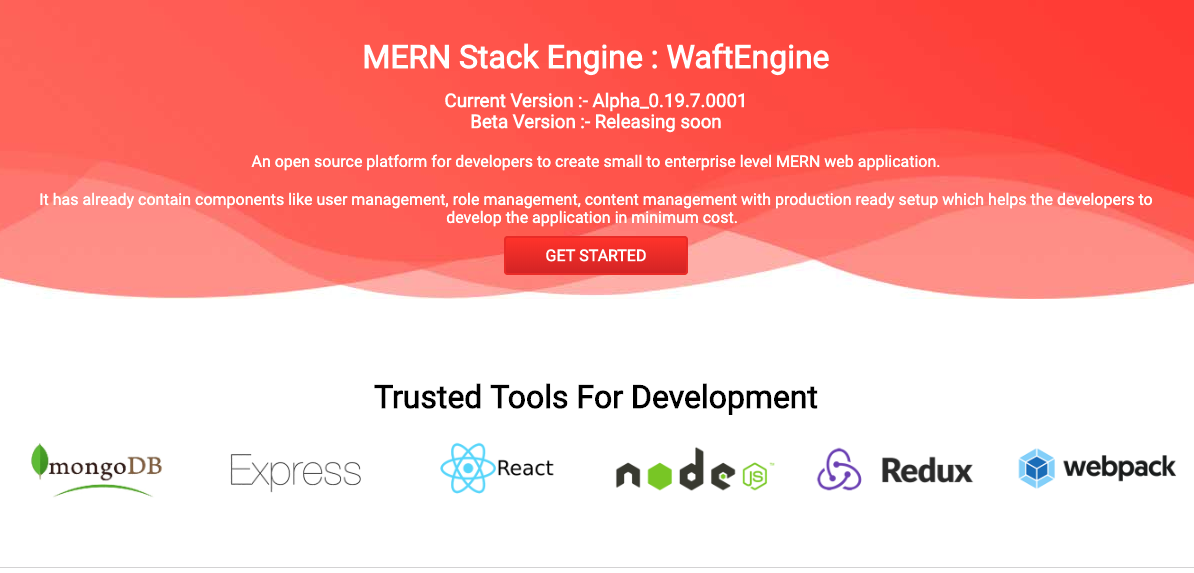 MERN Stack Engine : WaftEngine
Current Version :- Alpha_0.19.7.0001
Beta Version :- Releasing soon
An open source platform for developers to create small to enterprise level MERN web application.
It has already contain components like user management, role management, content management with production ready setup which helps the developers to
develop the application in minimum cost.
GET STARTED
Trusted Tools For Development
mongoDB
Express
React
node
JS
™
Redux
webpack